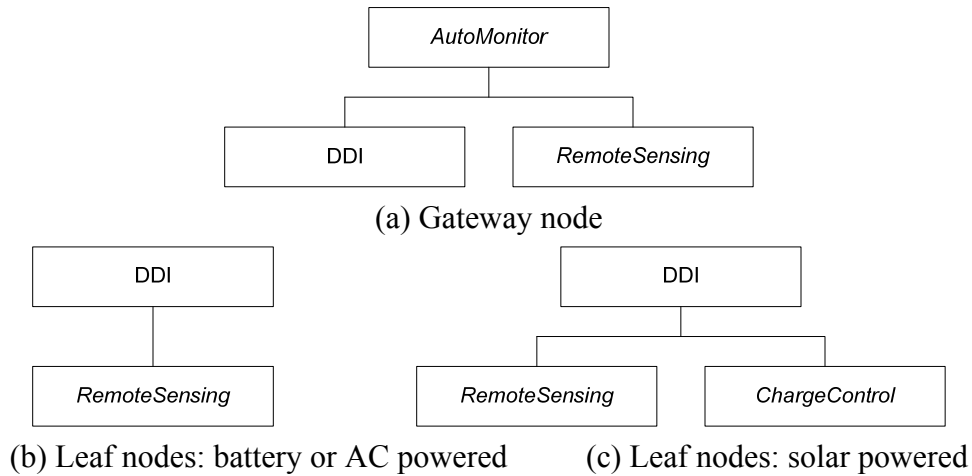 AutoMonitor
DDI RemoteSensing
(a) Gateway node
DDI DDI
RemoteSensing RemoteSensing ChargeControl
(b) Leaf nodes: battery or AC powered (c) Leaf nodes: solar powered